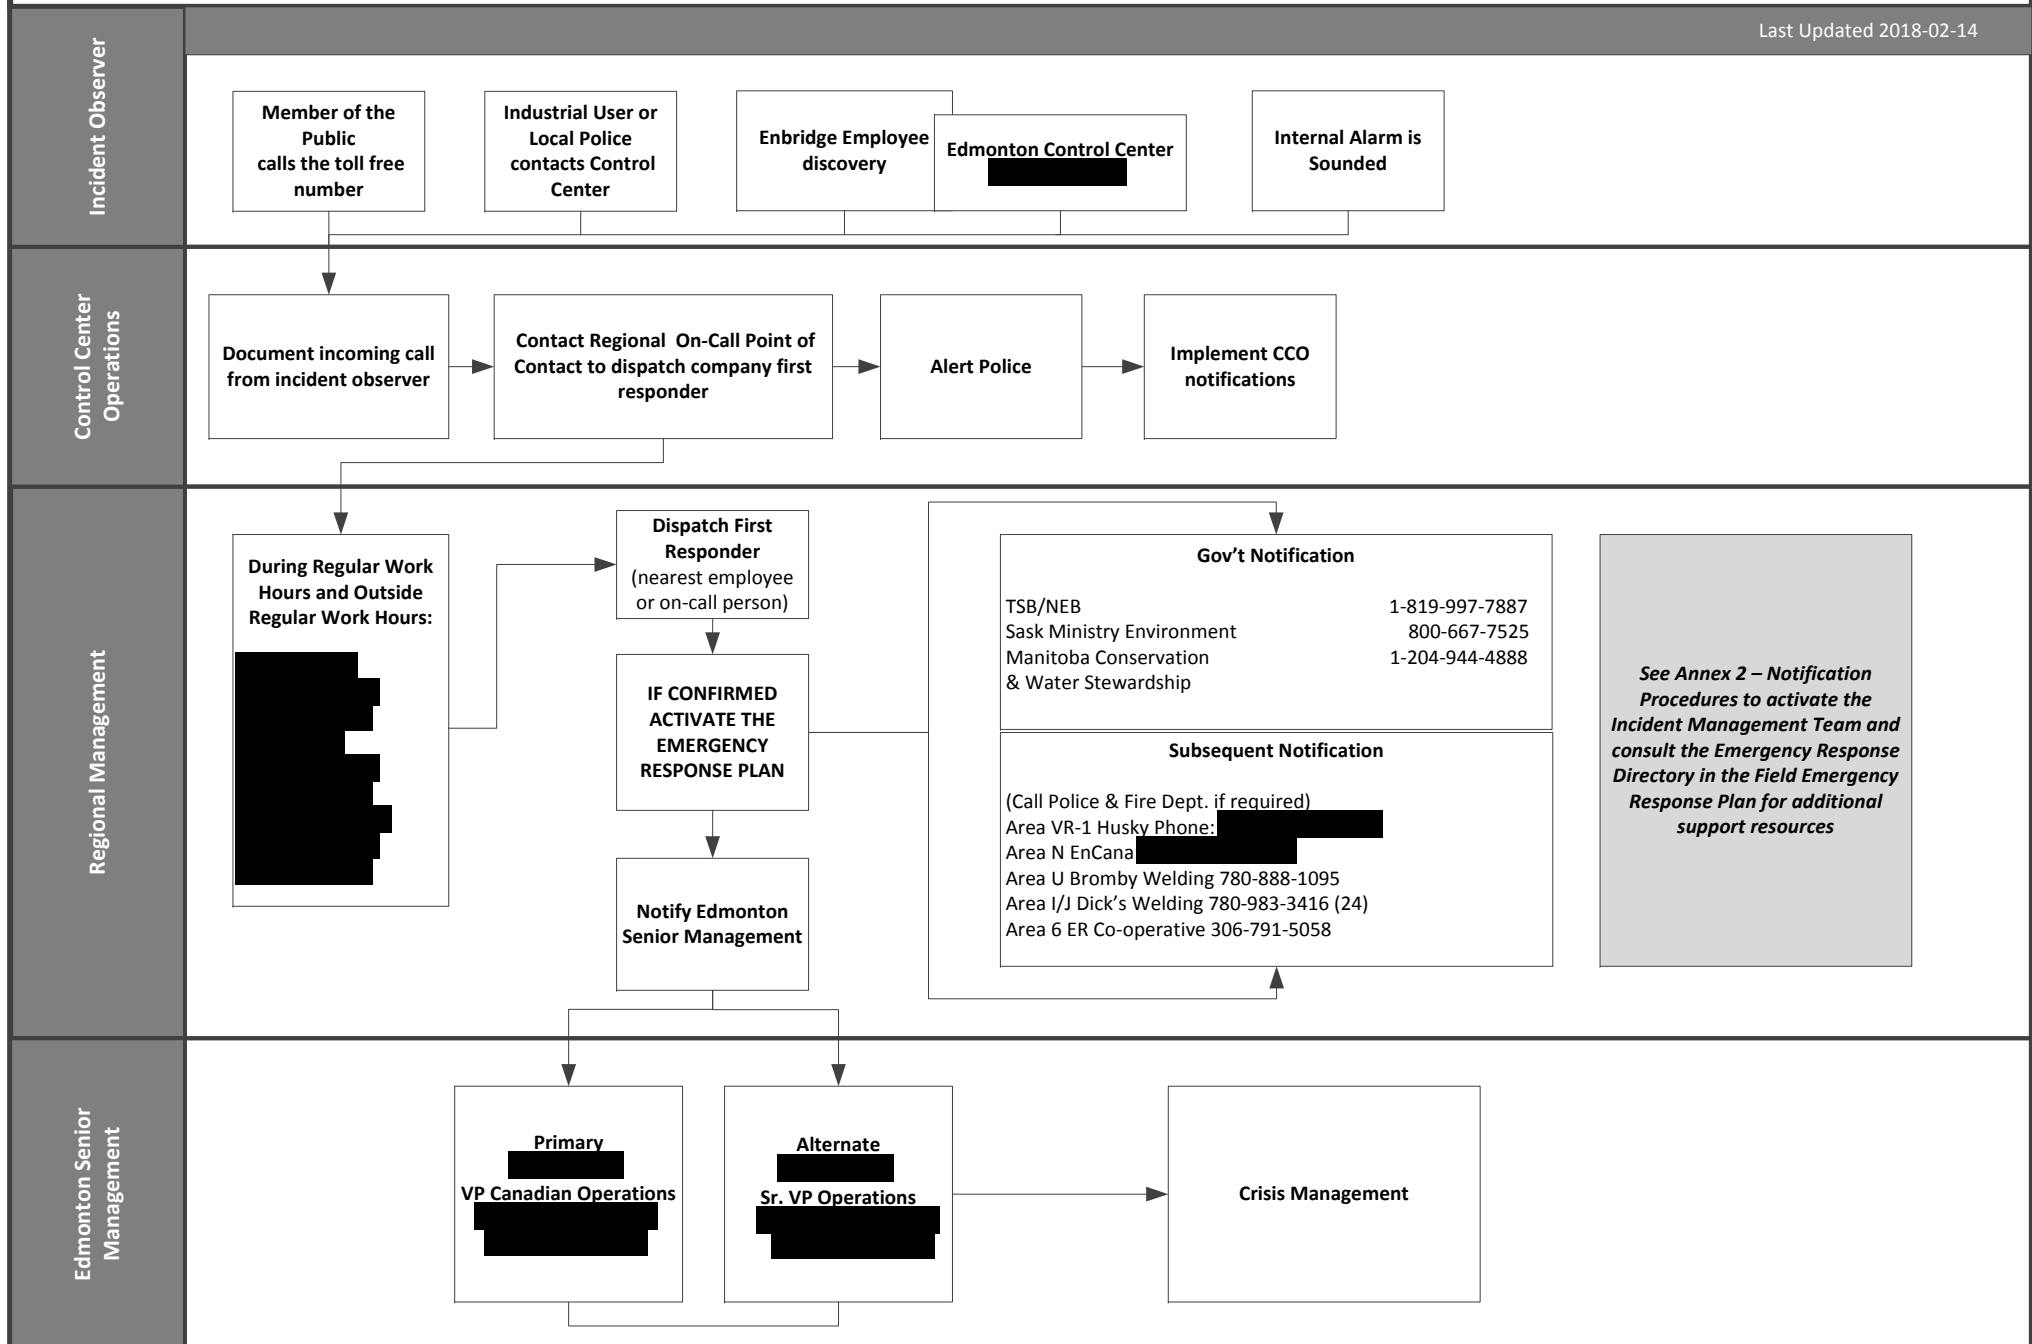 Last Updated 2018-02-14
Incident Observer
Member of the
Public
calls the toll free
number
Industrial User or
Local Police
contacts Control
Center
Enbridge Employee
discovery
Edmonton Control Center
Internal Alarm is
Sounded
Control Center
Operations
Document incoming call
from incident observer
Contact Regional On-Call Point of
Contact to dispatch company first
responder
Alert Police
Implement CCO
notifications
Regional Management
During Regular Work
Hours and Outside
Regular Work Hours:
Dispatch First
Responder
(nearest employee
or on-call person)
IF CONFIRMED
ACTIVATE THE
EMERGENCY
RESPONSE PLAN
Notify Edmonton
Senior Management
Gov't Notification
TSB/NEB 1-819-997-7887
Sask Ministry Environment 800-667-7525
Manitoba Conservation 1-204-944-4888
& Water Stewardship
Subsequent Notification
(Call Police & Fire Dept. if required)
Area VR-1 Husky Phone:
Area N EnCana
Area U Bromby Welding 780-888-1095
Area I/J Dick's Welding 780-983-3416 (24)
Area 6 ER Co-operative 306-791-5058
See Annex 2 – Notification
Procedures to activate the
Incident Management Team and
consult the Emergency Response
Directory in the Field Emergency
Response Plan for additional
support resources
Edmonton Senior
Management
Primary
VP Canadian Operations
Alternate
Sr. VP Operations
Crisis Management